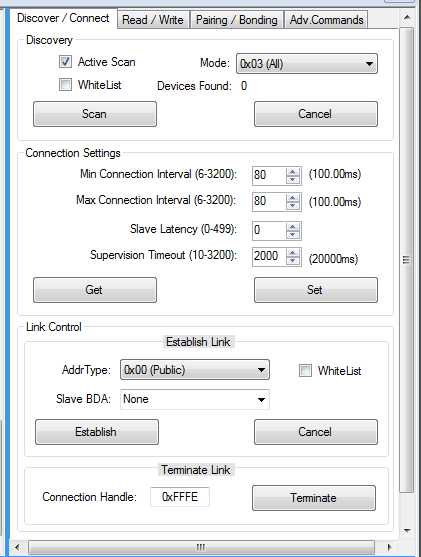 Discover / Connect Read / Write Pairing / Bonding Adv.Commands
Discovery
Active Scan Mode: 0x03 (All)
WhiteList Devices Found: 0
Scan Cancel
Connection Settings
Min Connection Interval (6-3200): 80 (100.00ms)
Max Connection Interval (6-3200): 80 (100.00ms)
Slave Latency (0-499): 0
Supervision Timeout (10-3200): 2000 (20000ms)
Get Set
Link Control
Establish Link
AddrType: 0x00 (Public) WhiteList
Slave BDA: None
Establish Cancel
Terminate Link
Connection Handle: 0xFFFE Terminate